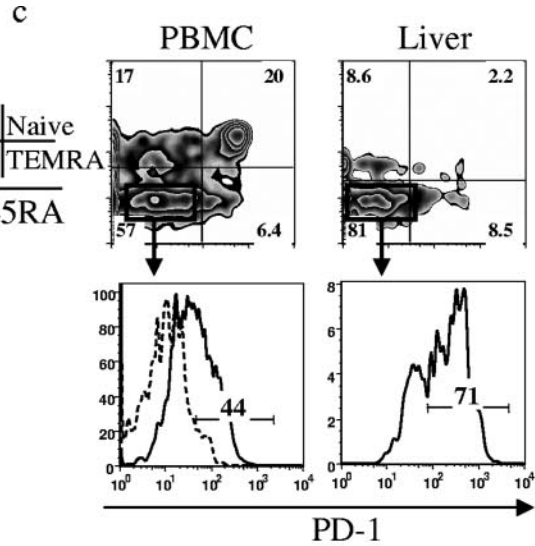 c
PBMC Liver
17 20 8.6 2.2
Naive
TEMRA
5RA
57 6.4 81 8.5
100 8
80
60 6
40 4
44 71
20 2
0 0
10⁰ 10¹ 10² 10³ 10⁴ 10⁰ 10¹ 10² 10³ 10⁴
PD-1